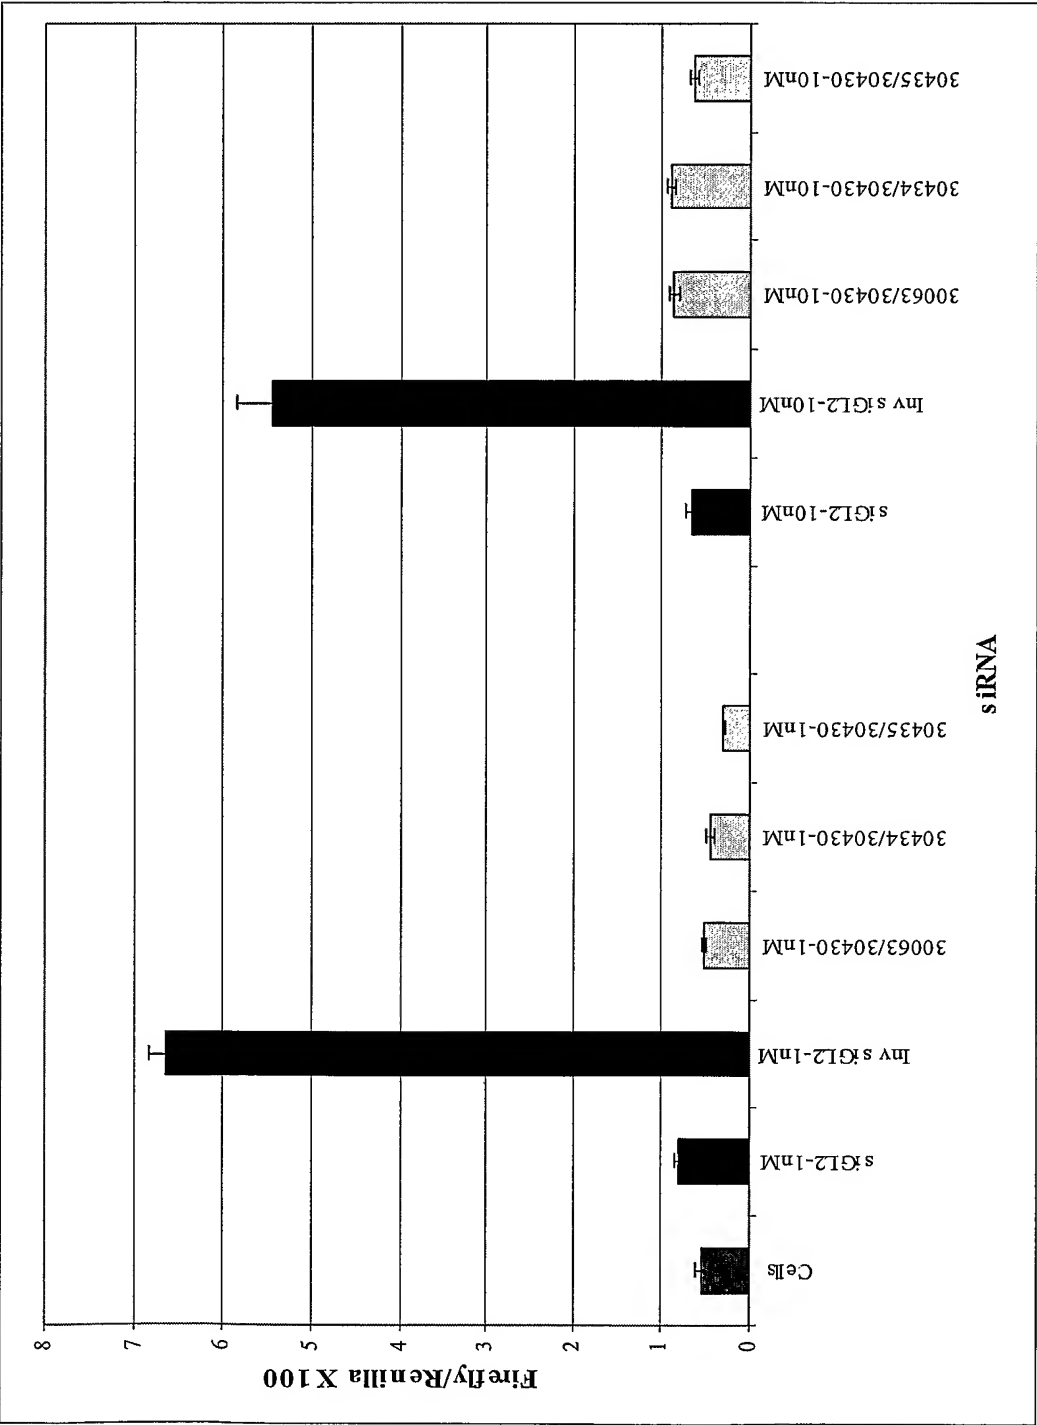 Firefly/Renilla X 100
8
7
6
5
4
3
2
1
0
Cells
siGL2-1nM
Inv siGL2-1nM
30063/30430-1nM
30434/30430-1nM
30435/30430-1nM
siGL2-10nM
Inv siGL2-10nM
30063/30430-10nM
30434/30430-10nM
30435/30430-10nM
siRNA